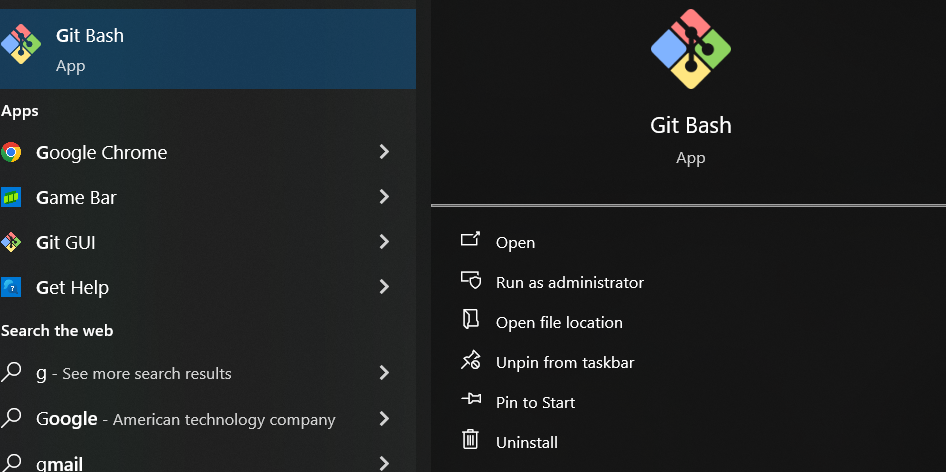 Git Bash
App
Apps
Google Chrome
Game Bar
Git GUI
Get Help
Search the web
g - See more search results
Google - American technology company
gmail
Git Bash
App
Open
Run as administrator
Open file location
Unpin from taskbar
Pin to Start
Uninstall